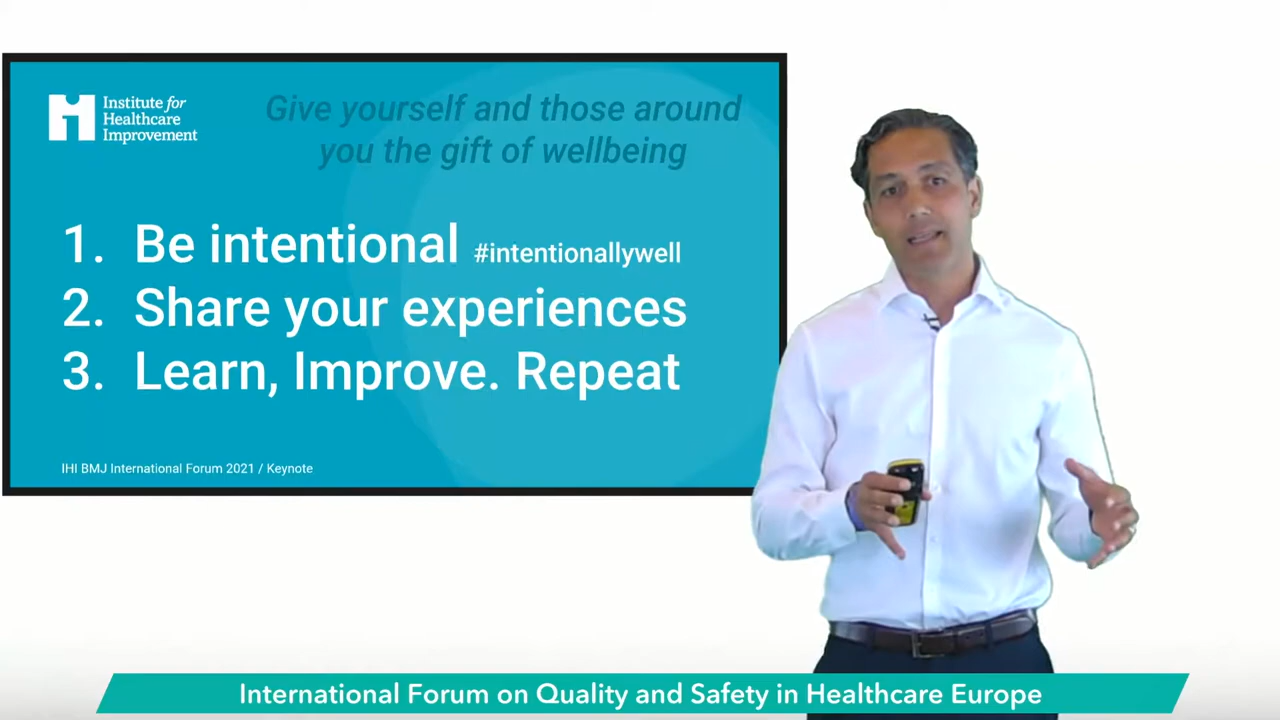 Institute for
Healthcare
Improvement
Give yourself and those around
you the gift of wellbeing
1. Be intentional #intentionallywell
2. Share your experiences
3. Learn, Improve. Repeat
IHI BMJ International Forum 2021 / Keynote
International Forum on Quality and Safety in Healthcare Europe